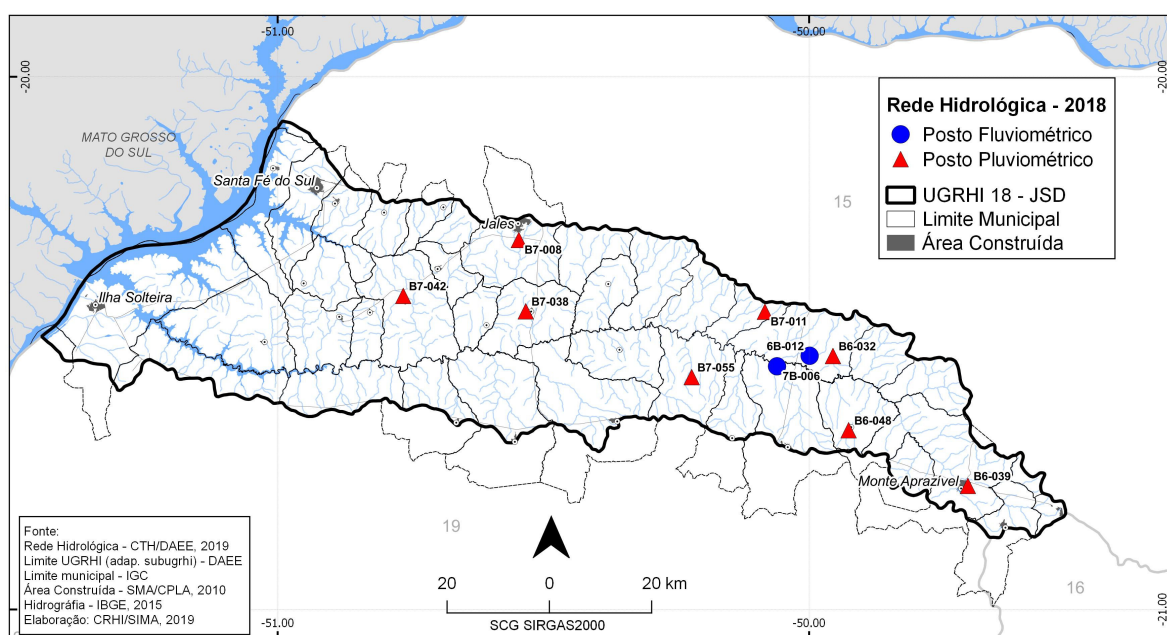 -51.00
-50.00
-20.00
-20.00
MATO GROSSO
DO SUL
Rede Hidrológica - 2018
Posto Fluviométrico
Posto Pluviométrico
UGRHI 18 - JSD
Limite Municipal
Área Construída
Santa Fé do Sul
15
Jales
B7-008
B7-042
B7-038
Ilha Solteira
B7-011
6B-012
B6-032
B7-055
7B-006
B6-048
Monte Aprazível
B6-039
19
16
Fonte:
Rede Hidrológica - CTH/DAEE, 2019
Limite UGRHI (adap. subugrhi) - DAEE
Limite municipal - IGC
Área Construída - SMA/CPLA, 2010
Hidrográfia - IBGE, 2015
Elaboração: CRHI/SIMA, 2019
20 0 20 km
SCG SIRGAS2000
-21.00
-21.00
-51.00
-50.00